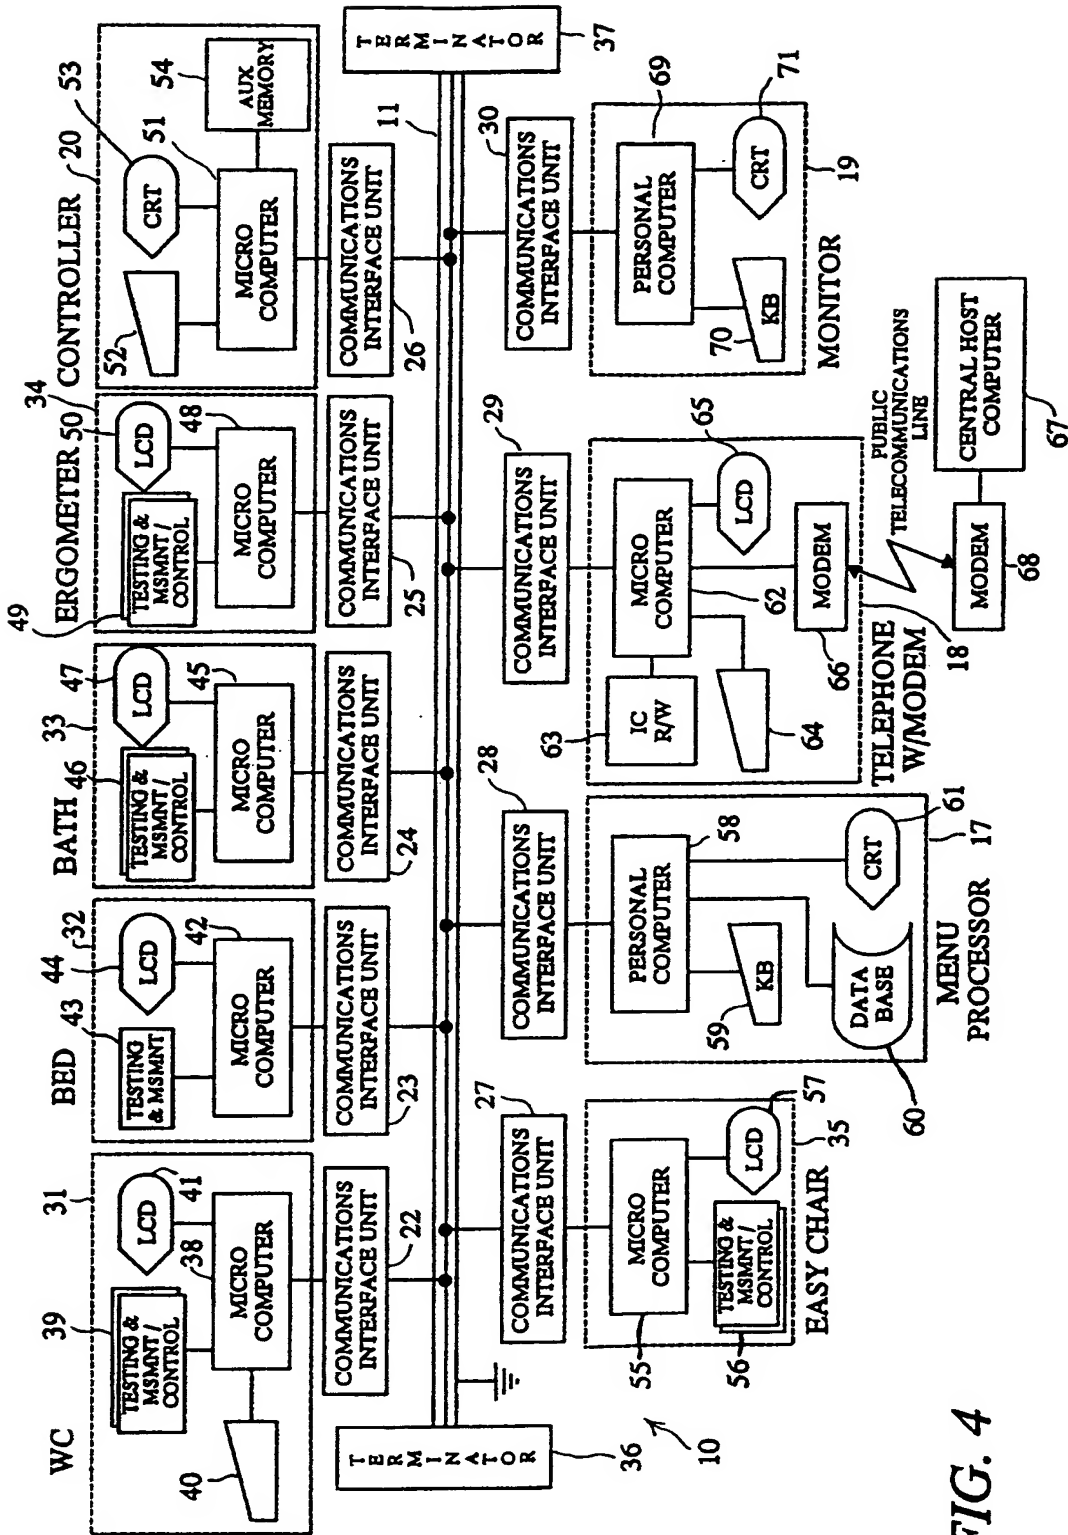 WC
BED
BATH
ERGOMETER
CONTROLLER
39
31
43
44
32
46
33
47
49
50
34
20
53
LCD
41
TESTING &
MSMNT /
CONTROL
38
MICRO
COMPUTER
40
TESTING
& MSMNT
LCD
42
MICRO
COMPUTER
TESTING &
MSMNT /
CONTROL
LCD
45
MICRO
COMPUTER
TESTING &
MSMNT /
CONTROL
LCD
48
MICRO
COMPUTER
52
CRT
51
54
AUX
MEMORY
MICRO
COMPUTER
COMMUNICATIONS
INTERFACE UNIT
22
COMMUNICATIONS
INTERFACE UNIT
23
COMMUNICATIONS
INTERFACE UNIT
24
COMMUNICATIONS
INTERFACE UNIT
25
COMMUNICATIONS
INTERFACE UNIT
26
TERMINATOR
36
11
TERMINATOR
37
27
COMMUNICATIONS
INTERFACE UNIT
28
COMMUNICATIONS
INTERFACE UNIT
29
COMMUNICATIONS
INTERFACE UNIT
30
COMMUNICATIONS
INTERFACE UNIT
MICRO
COMPUTER
55
TESTING &
MSMNT /
CONTROL
56
LCD
57
35
EASY CHAIR
PERSONAL
COMPUTER
58
KB
59
DATA
BASE
60
CRT
61
17
MENU
PROCESSOR
63
IC
R/W
MICRO
COMPUTER
62
LCD
65
64
MODEM
66
18
TELEPHONE
W/MODEM
PERSONAL
COMPUTER
69
KB
70
CRT
71
19
MONITOR
PUBLIC
TELECOMMUNICATIONS
LINE
MODEM
68
CENTRAL HOST
COMPUTER
67
10
FIG. 4